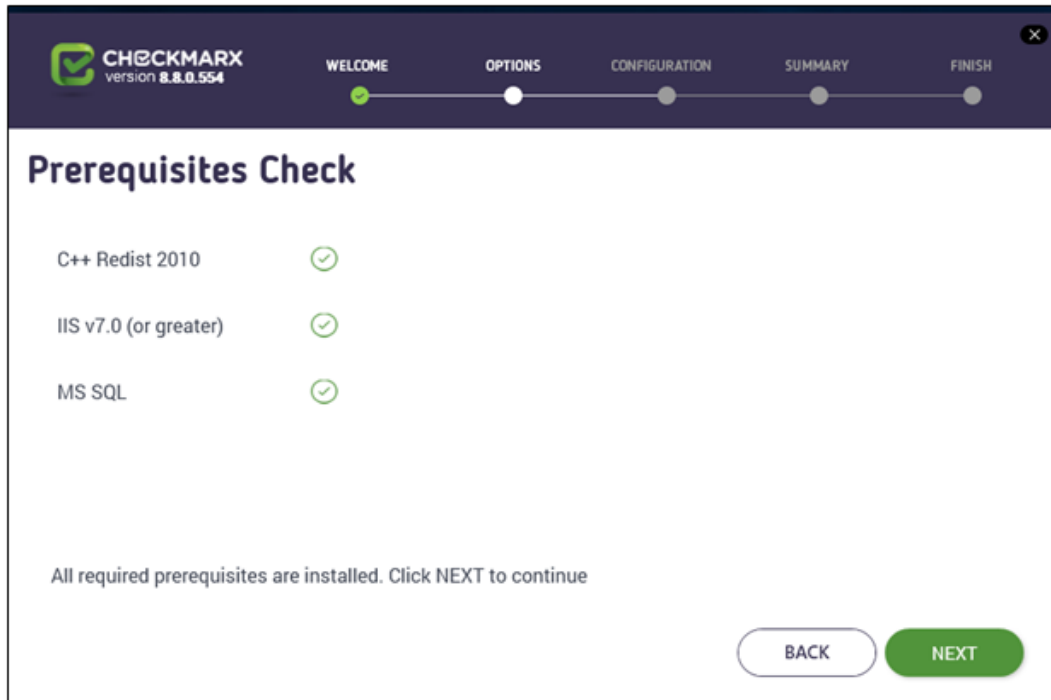 CHECKMARX
version 8.8.0.554
WELCOME
OPTIONS
CONFIGURATION
SUMMARY
FINISH
Prerequisites Check
C++ Redist 2010
IIS v7.0 (or greater)
MS SQL
All required prerequisites are installed. Click NEXT to continue
BACK
NEXT